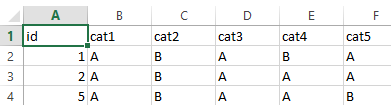 A B C D E F
1 id cat1 cat2 cat3 cat4 cat5
2 1 A B A B A
3 2 A B A A A
4 5 A B A A B